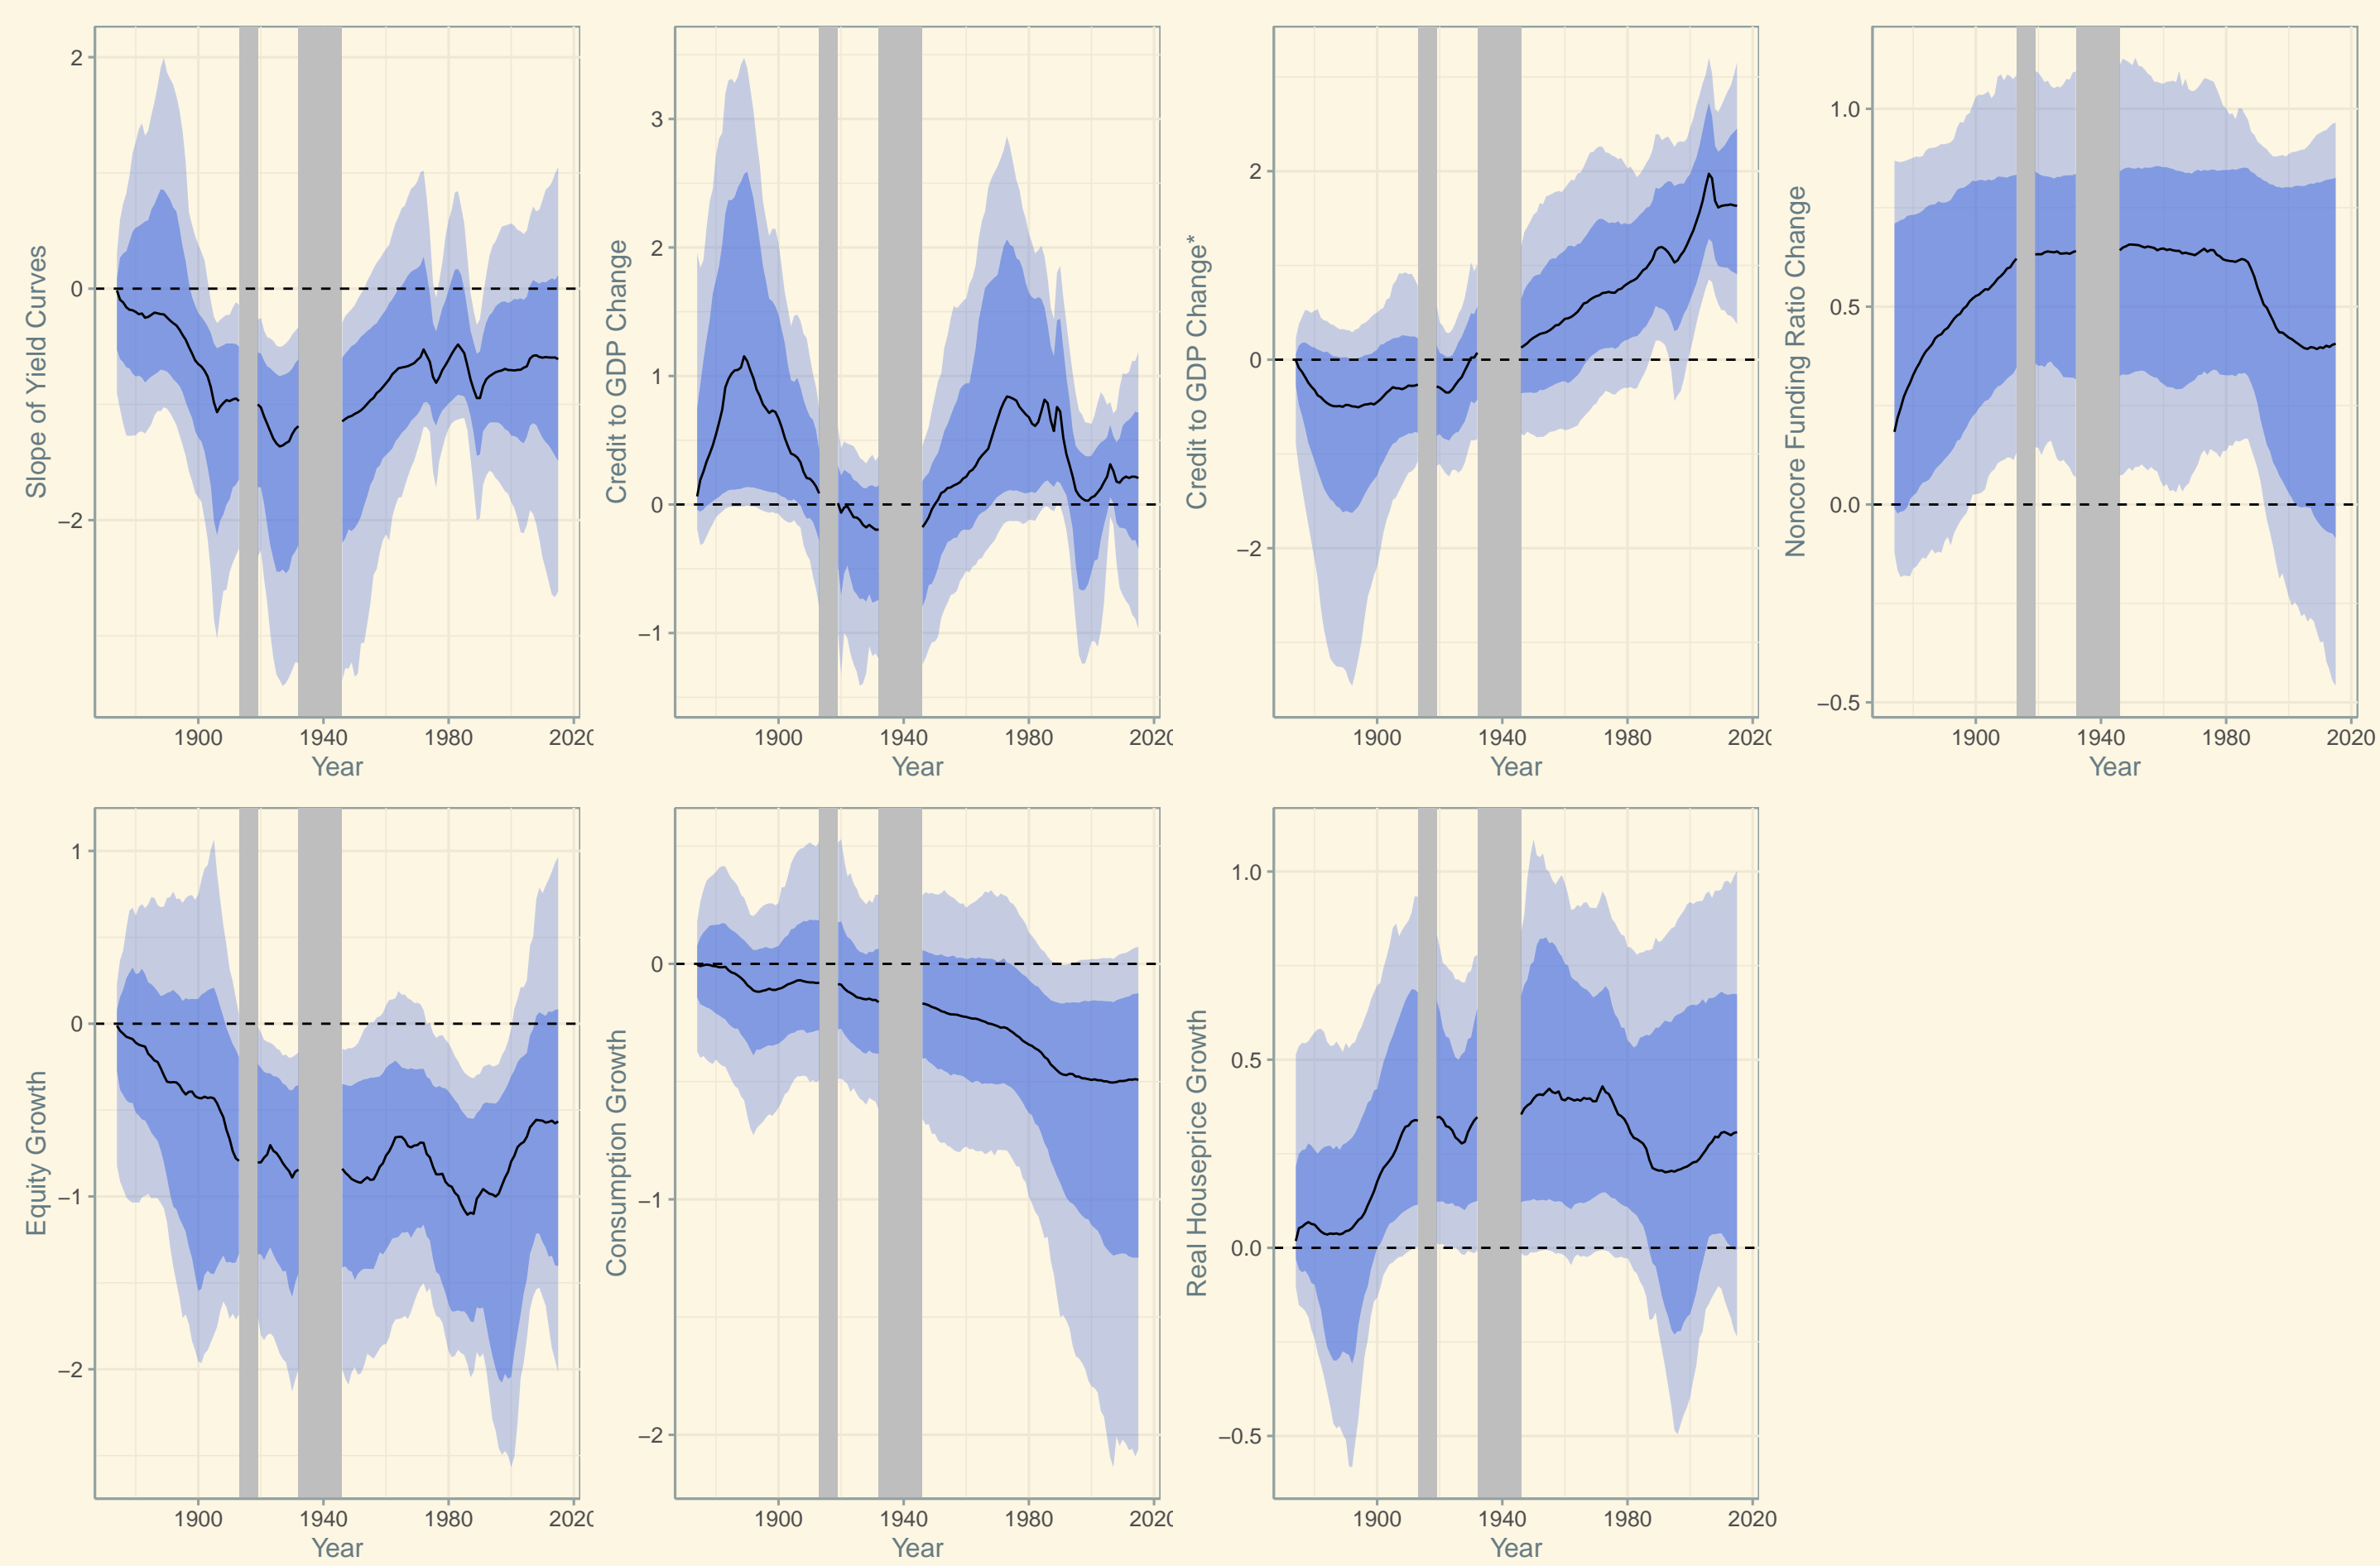 Slope of Yield Curves
2
0
−2
1900 1940 1980 202
Year
Credit to GDP Change
3
2
1
0
−1
1900 1940 1980 202
Year
Credit to GDP Change*
2
0
−2
1900 1940 1980 202
Year
Noncore Funding Ratio Change
1.0
0.5
0.0
−0.5
1900 1940 1980 2020
Year
Equity Growth
1
0
−1
−2
1900 1940 1980 202
Year
Consumption Growth
0
−1
−2
1900 1940 1980 202
Year
Real Houseprice Growth
1.0
0.5
0.0
−0.5
1900 1940 1980 2020
Year